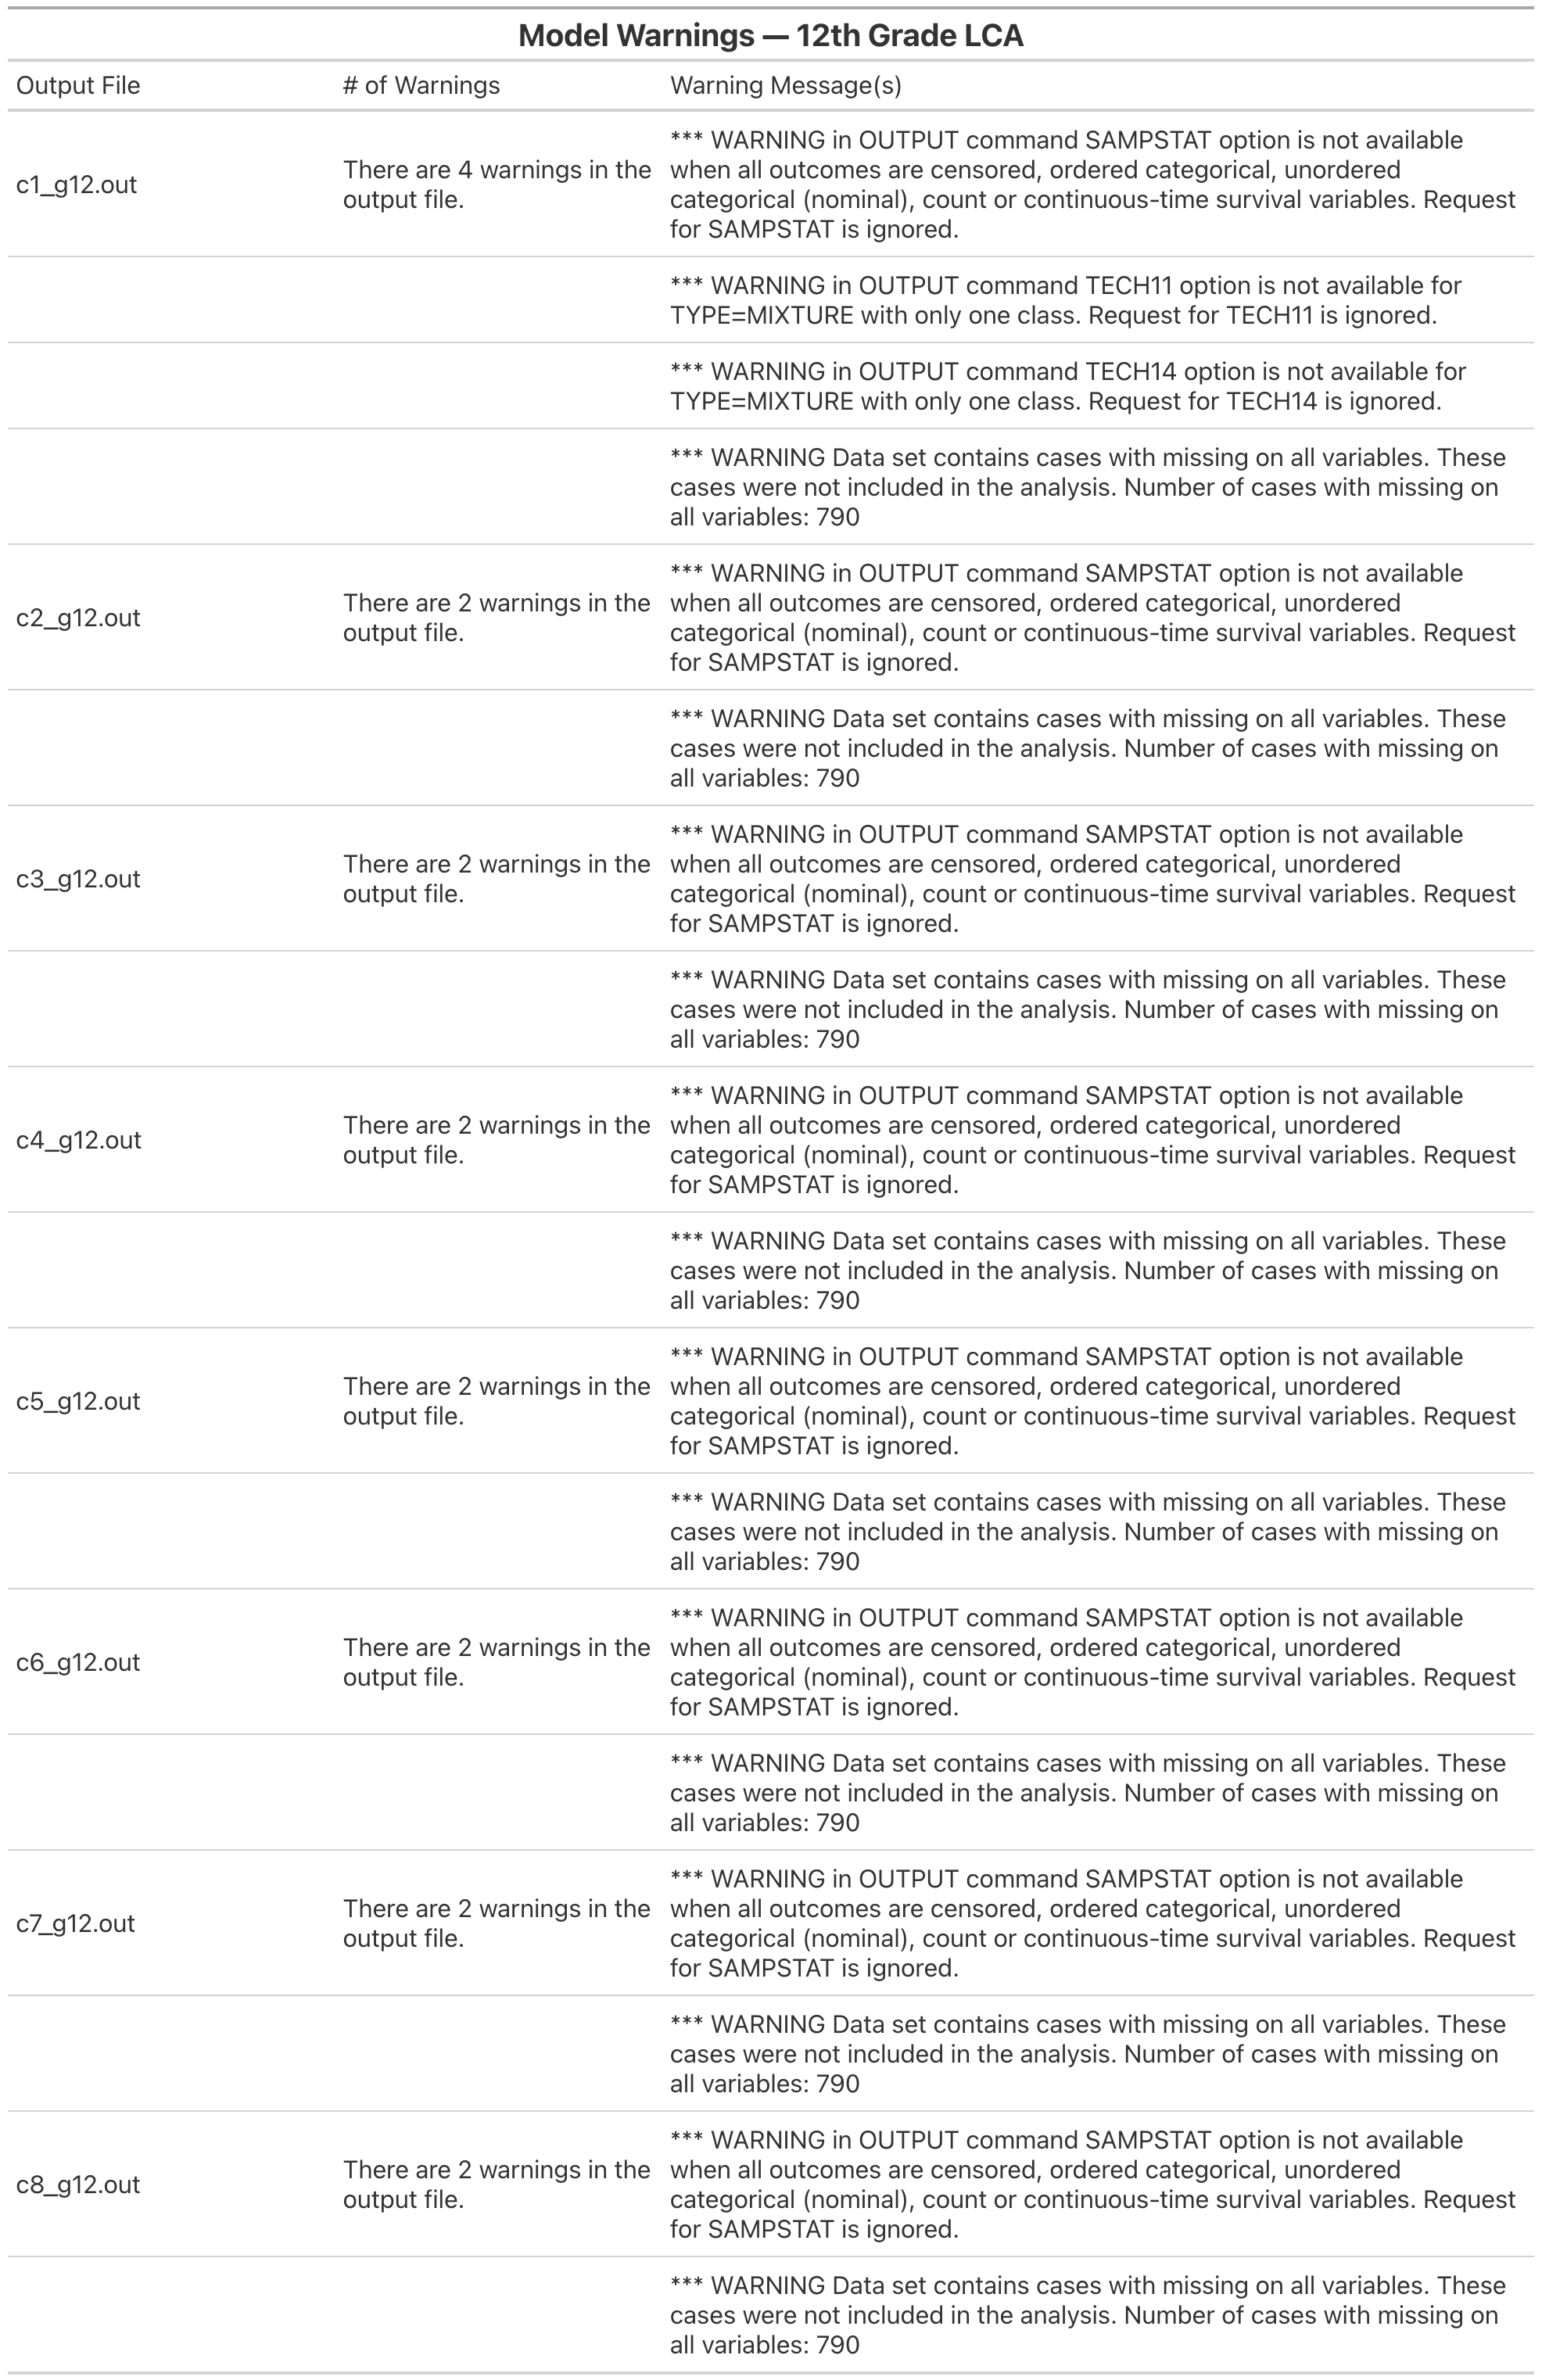 Model Warnings — 12th Grade LCA
Output File # of Warnings Warning Message(s)
c1_g12.out
There are 4 warnings in the
output file.
*** WARNING in OUTPUT command SAMPSTAT option is not available
when all outcomes are censored, ordered categorical, unordered
categorical (nominal), count or continuous-time survival variables. Request
for SAMPSTAT is ignored.
*** WARNING in OUTPUT command TECH11 option is not available for
TYPE=MIXTURE with only one class. Request for TECH11 is ignored.
*** WARNING in OUTPUT command TECH14 option is not available for
TYPE=MIXTURE with only one class. Request for TECH14 is ignored.
*** WARNING Data set contains cases with missing on all variables. These
cases were not included in the analysis. Number of cases with missing on
all variables: 790
c2_g12.out
There are 2 warnings in the
output file.
*** WARNING in OUTPUT command SAMPSTAT option is not available
when all outcomes are censored, ordered categorical, unordered
categorical (nominal), count or continuous-time survival variables. Request
for SAMPSTAT is ignored.
*** WARNING Data set contains cases with missing on all variables. These
cases were not included in the analysis. Number of cases with missing on
all variables: 790
c3_g12.out
There are 2 warnings in the
output file.
*** WARNING in OUTPUT command SAMPSTAT option is not available
when all outcomes are censored, ordered categorical, unordered
categorical (nominal), count or continuous-time survival variables. Request
for SAMPSTAT is ignored.
*** WARNING Data set contains cases with missing on all variables. These
cases were not included in the analysis. Number of cases with missing on
all variables: 790
c4_g12.out
There are 2 warnings in the
output file.
*** WARNING in OUTPUT command SAMPSTAT option is not available
when all outcomes are censored, ordered categorical, unordered
categorical (nominal), count or continuous-time survival variables. Request
for SAMPSTAT is ignored.
*** WARNING Data set contains cases with missing on all variables. These
cases were not included in the analysis. Number of cases with missing on
all variables: 790
c5_g12.out
There are 2 warnings in the
output file.
*** WARNING in OUTPUT command SAMPSTAT option is not available
when all outcomes are censored, ordered categorical, unordered
categorical (nominal), count or continuous-time survival variables. Request
for SAMPSTAT is ignored.
*** WARNING Data set contains cases with missing on all variables. These
cases were not included in the analysis. Number of cases with missing on
all variables: 790
c6_g12.out
There are 2 warnings in the
output file.
*** WARNING in OUTPUT command SAMPSTAT option is not available
when all outcomes are censored, ordered categorical, unordered
categorical (nominal), count or continuous-time survival variables. Request
for SAMPSTAT is ignored.
*** WARNING Data set contains cases with missing on all variables. These
cases were not included in the analysis. Number of cases with missing on
all variables: 790
c7_g12.out
There are 2 warnings in the
output file.
*** WARNING in OUTPUT command SAMPSTAT option is not available
when all outcomes are censored, ordered categorical, unordered
categorical (nominal), count or continuous-time survival variables. Request
for SAMPSTAT is ignored.
*** WARNING Data set contains cases with missing on all variables. These
cases were not included in the analysis. Number of cases with missing on
all variables: 790
c8_g12.out
There are 2 warnings in the
output file.
*** WARNING in OUTPUT command SAMPSTAT option is not available
when all outcomes are censored, ordered categorical, unordered
categorical (nominal), count or continuous-time survival variables. Request
for SAMPSTAT is ignored.
*** WARNING Data set contains cases with missing on all variables. These
cases were not included in the analysis. Number of cases with missing on
all variables: 790